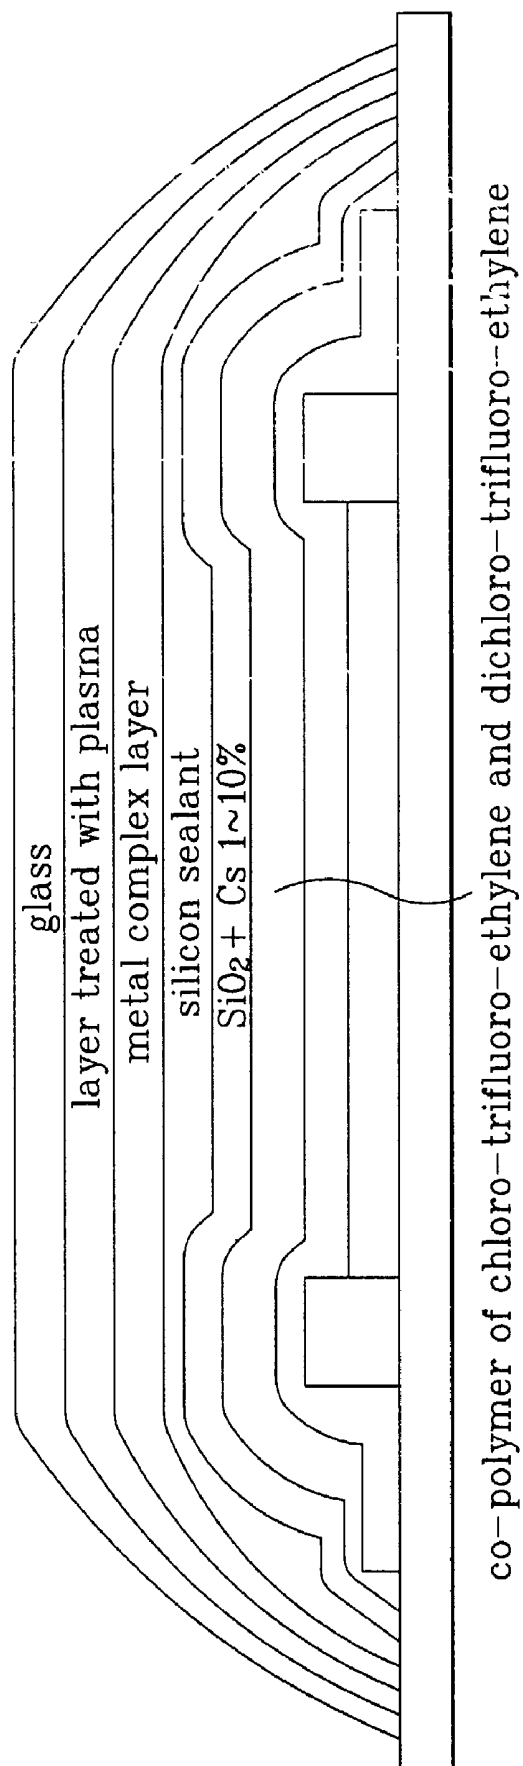 glass
layer treated with plasma
metal complex layer
silicon sealant
SiO₂ + Cs 1~10%
co-polymer of chloro-trifluoro-ethylene and dichloro-trifluoro-ethylene